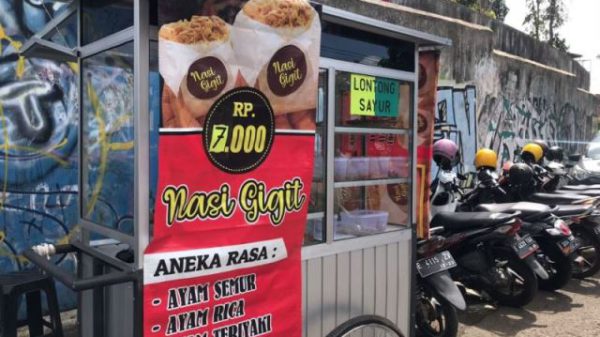 Nasi Gigit
Nasi Gigit
RP.
7.000
Nasi Gigit
ANEKA RASA :
- AYAM SEMUR
- AYAM RICA
AYAM TERIYAKI
LONTONG
SAYUR